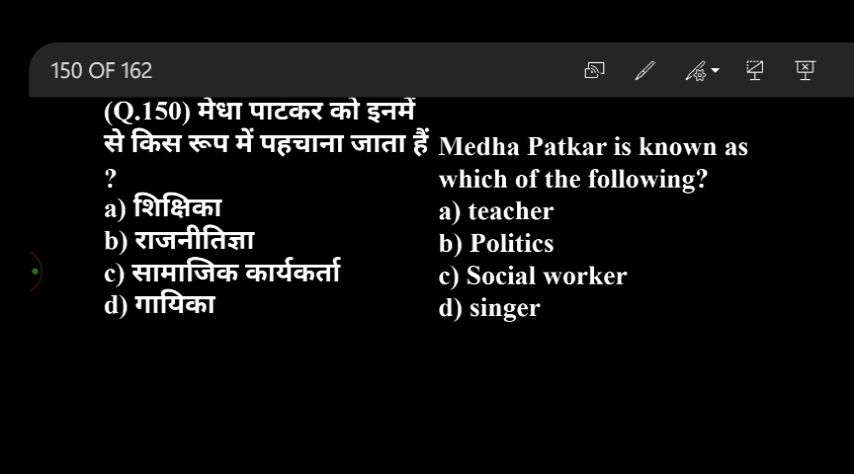 150 OF 162
(Q.150) मेधा पाटकर को इनमें
से किस रूप में पहचाना जाता हैं
?
a) शिक्षिका
b) राजनीतिज्ञा
c) सामाजिक कार्यकर्ता
d) गायिका
Medha Patkar is known as
which of the following?
a) teacher
b) Politics
c) Social worker
d) singer